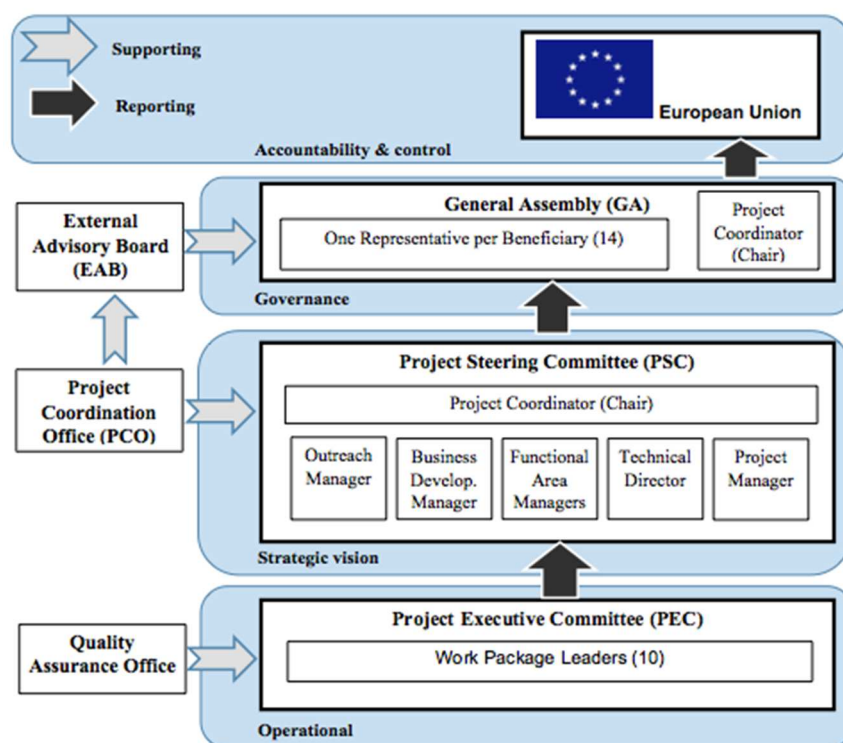 Supporting
Reporting
European Union
Accountability & control
External
Advisory Board
(EAB)
General Assembly (GA)
One Representative per Beneficiary (14)
Project
Coordinator
(Chair)
Governance
Project
Coordination
Office (PCO)
Project Steering Committee (PSC)
Project Coordinator (Chair)
Outreach
Manager
Business
Develop.
Manager
Functional
Area
Managers
Technical
Director
Project
Manager
Strategic vision
Quality
Assurance Office
Project Executive Committee (PEC)
Work Package Leaders (10)
Operational